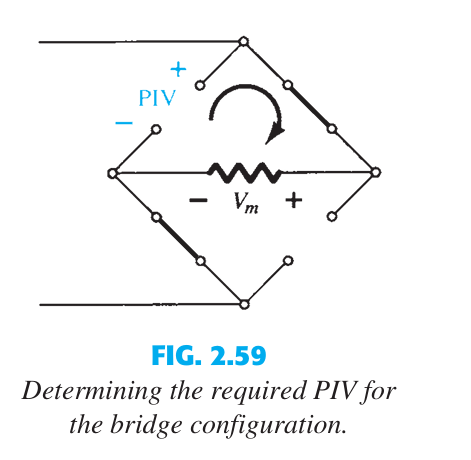 +
PIV
−
− Vm +
FIG. 2.59
Determining the required PIV for
the bridge configuration.